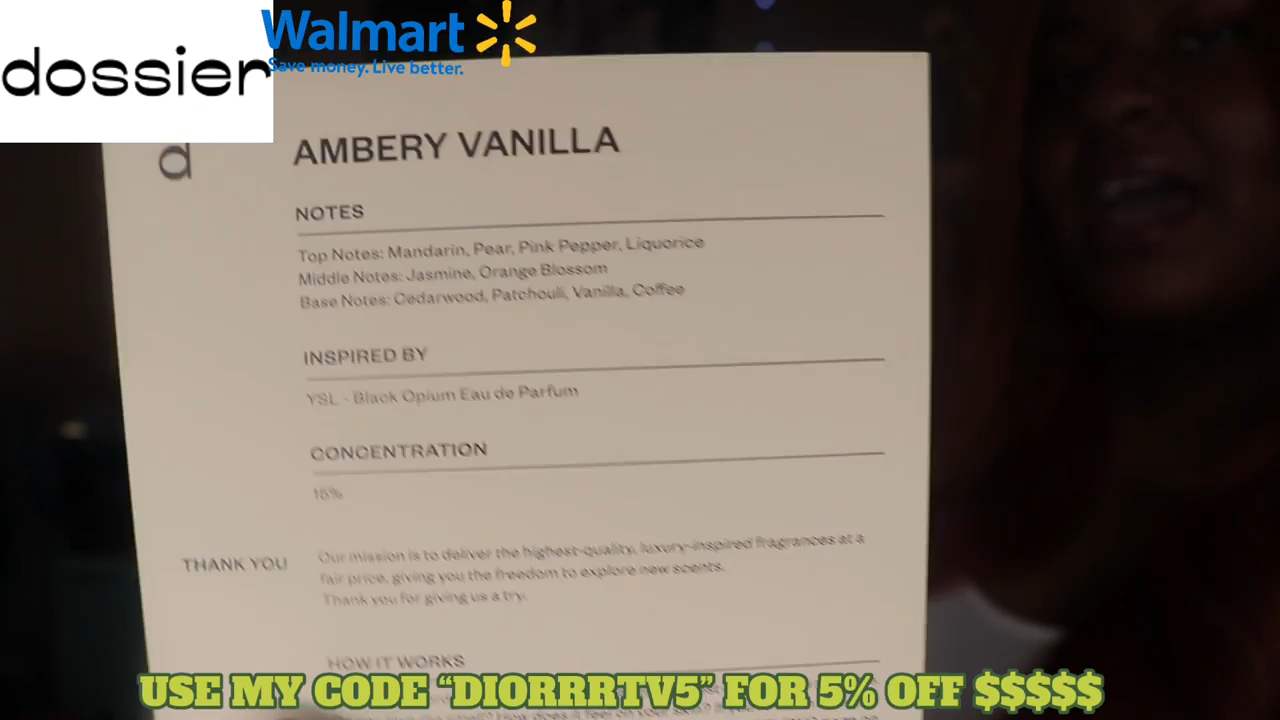 dossier
Walmart
Save money. Live better.
d
AMBERY VANILLA
NOTES
Top Notes: Mandarin, Pear, Pink Pepper, Liquorice
Middle Notes: Jasmine, Orange Blossom
Base Notes: Cedarwood, Patchouli, Vanilla, Coffee
INSPIRED BY
YSL - Black Opium Eau de Parfum
CONCENTRATION
15%
THANK YOU
Our mission is to deliver the highest-quality, luxury-inspired fragrances at a
fair price, giving you the freedom to explore new scents.
Thank you for giving us a try.
HOW IT WORKS
USE MY CODE “DIORRRTV5” FOR 5% OFF $$$$$